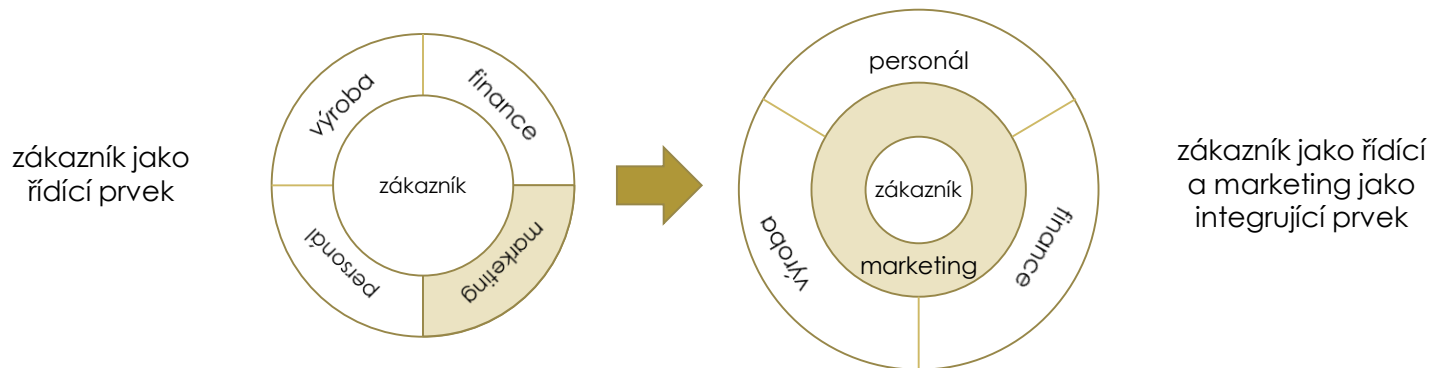 zákazník jako
řídící prvek
výroba
finance
zákazník
personál
marketing
personál
zákazník
marketing
výroba
finance
zákazník jako řídící
a marketing jako
integrující prvek